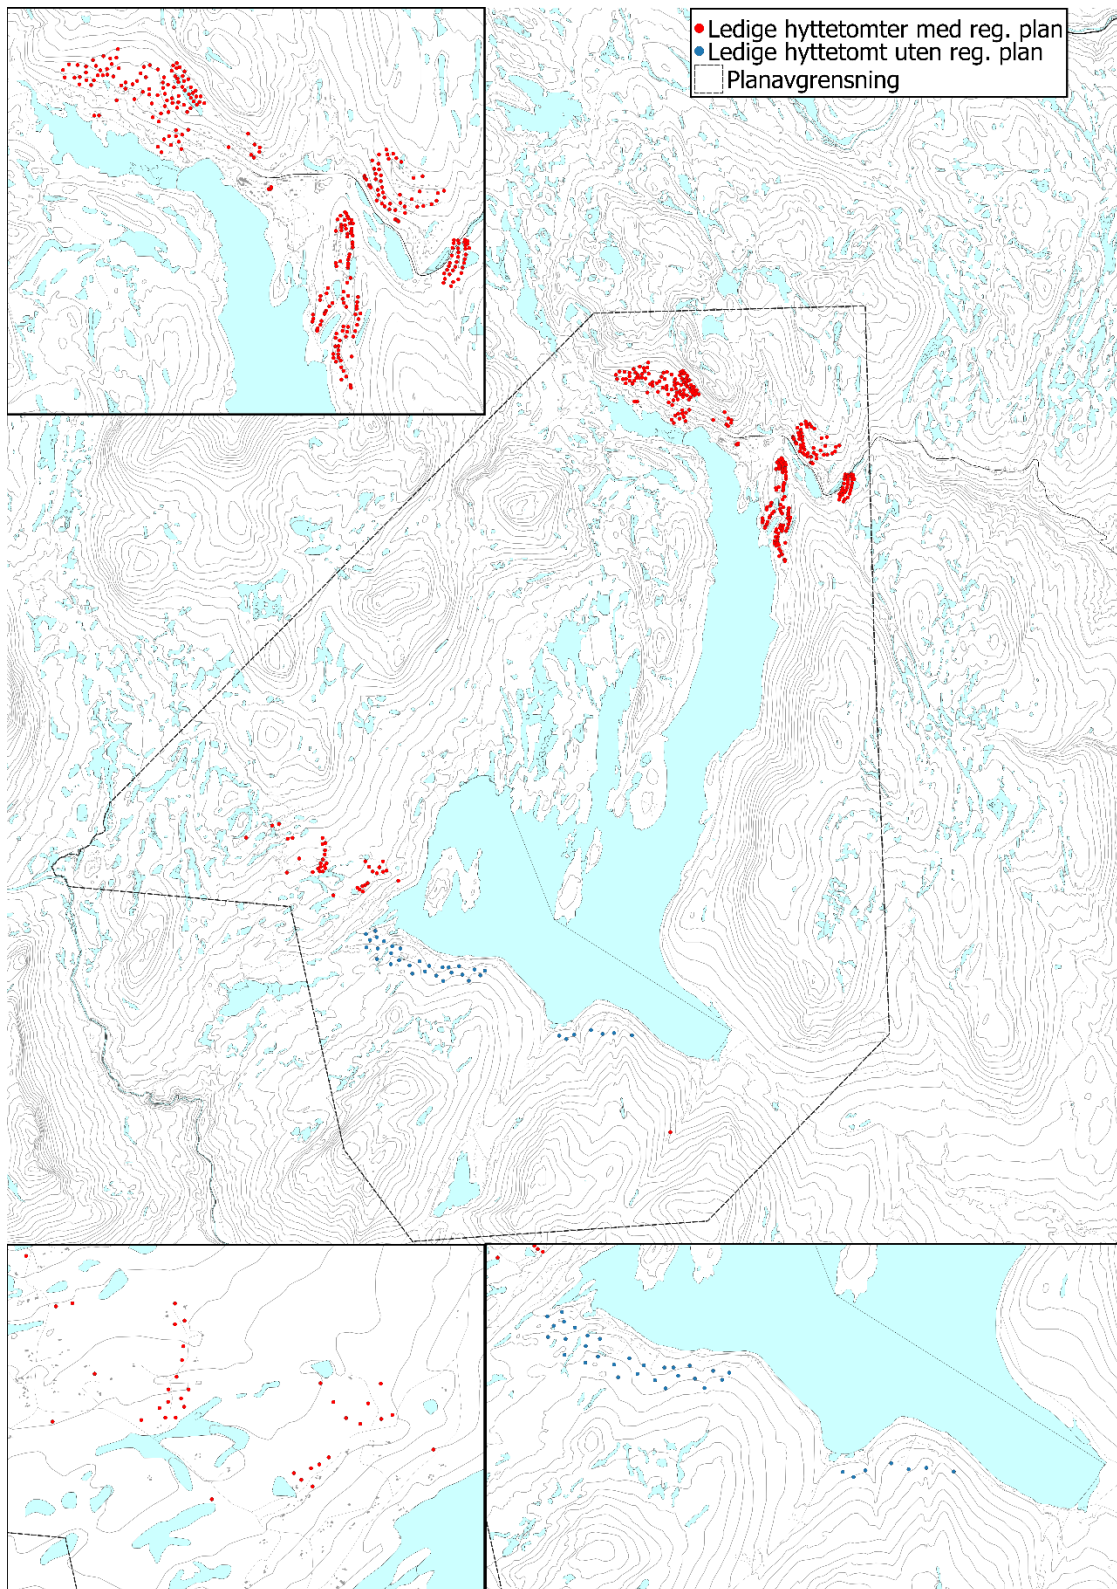 Ledige hyttetomter med reg. plan
Ledige hyttetomt uten reg. plan
Planavgrensning